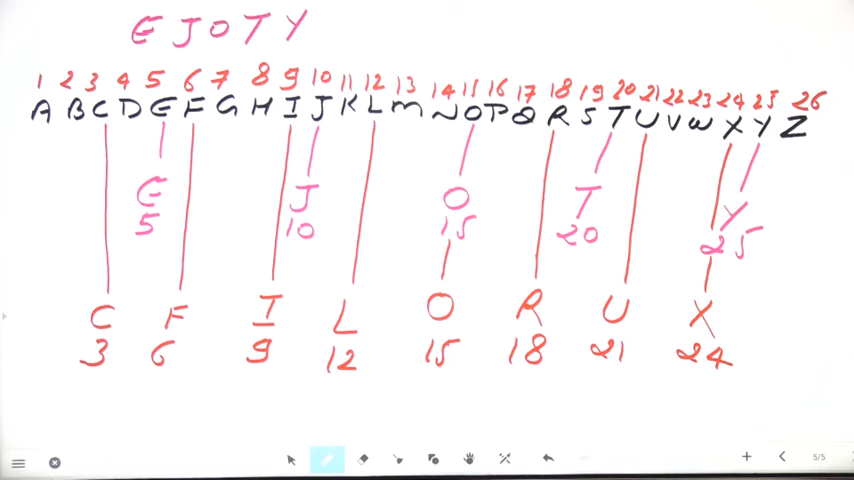 E J O T Y
1 2 3 4 5 6 7 8 9 10 11 12 13 14 15 16 17 18 19 20 21 22 23 24 25 26
A B C D E F G H I J K L M N O P Q R S T U V W X Y Z
E J O T Y
5 10 15 20 25
C F I L O R U X
3 6 9 12 15 18 21 24
5/5